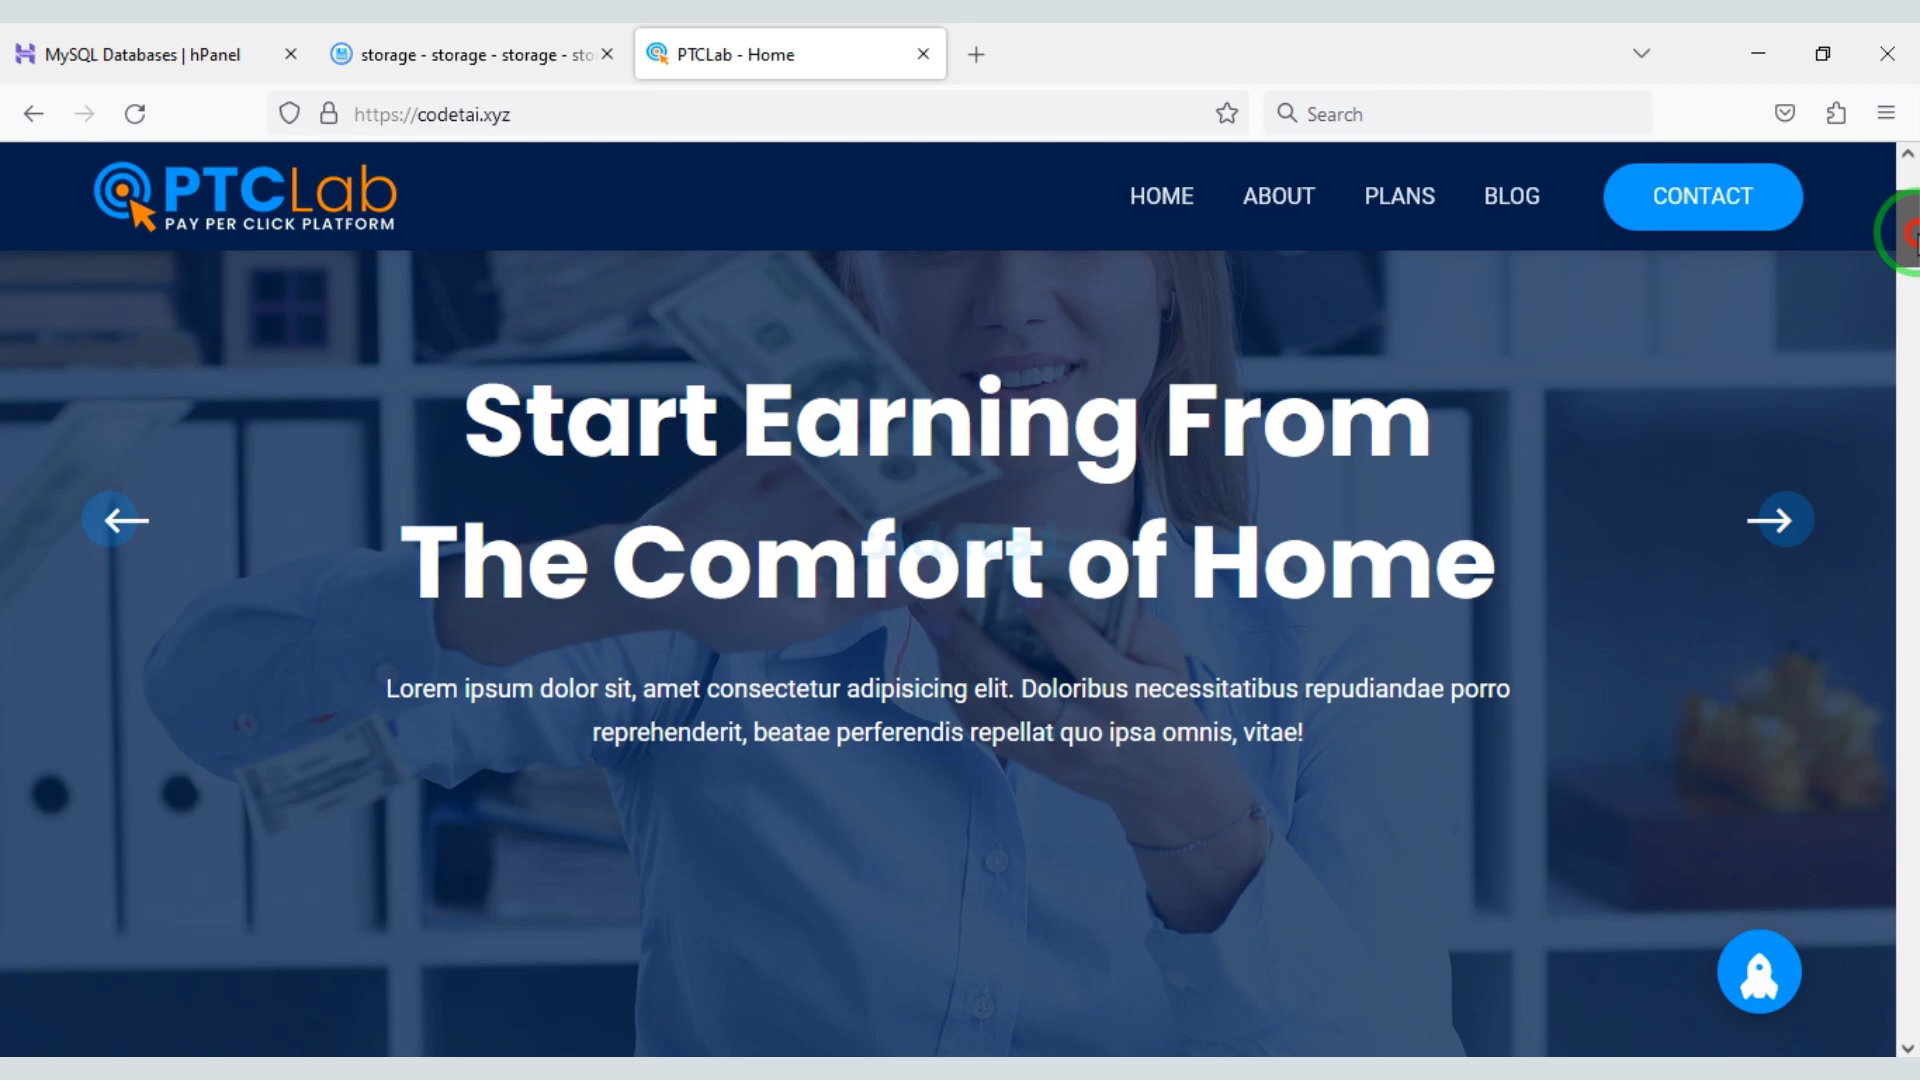 MySQL Databases | hPanel
storage - storage - storage - sto
PTCLab - Home
https://codetai.xyz
Search
PTCLab
PAY PER CLICK PLATFORM
HOME
ABOUT
PLANS
BLOG
CONTACT
Start Earning From
The Comfort of Home
Lorem ipsum dolor sit, amet consectetur adipisicing elit. Doloribus necessitatibus repudiandae porro
reprehenderit, beatae perferendis repellat quo ipsa omnis, vitae!